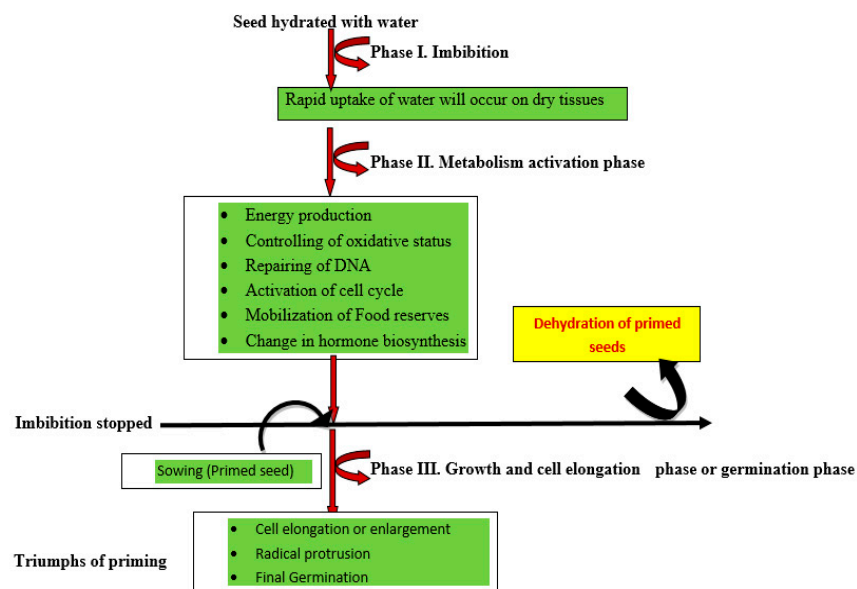 Seed hydrated with water
Phase I. Imbibition
Rapid uptake of water will occur on dry tissues
Phase II. Metabolism activation phase
• Energy production
• Controlling of oxidative status
• Repairing of DNA
• Activation of cell cycle
• Mobilization of Food reserves
• Change in hormone biosynthesis
Dehydration of primed
seeds
Imbibition stopped
Sowing (Primed seed)
Phase III. Growth and cell elongation phase or germination phase
• Cell elongation or enlargement
• Radical protrusion
• Final Germination
Triumphs of priming